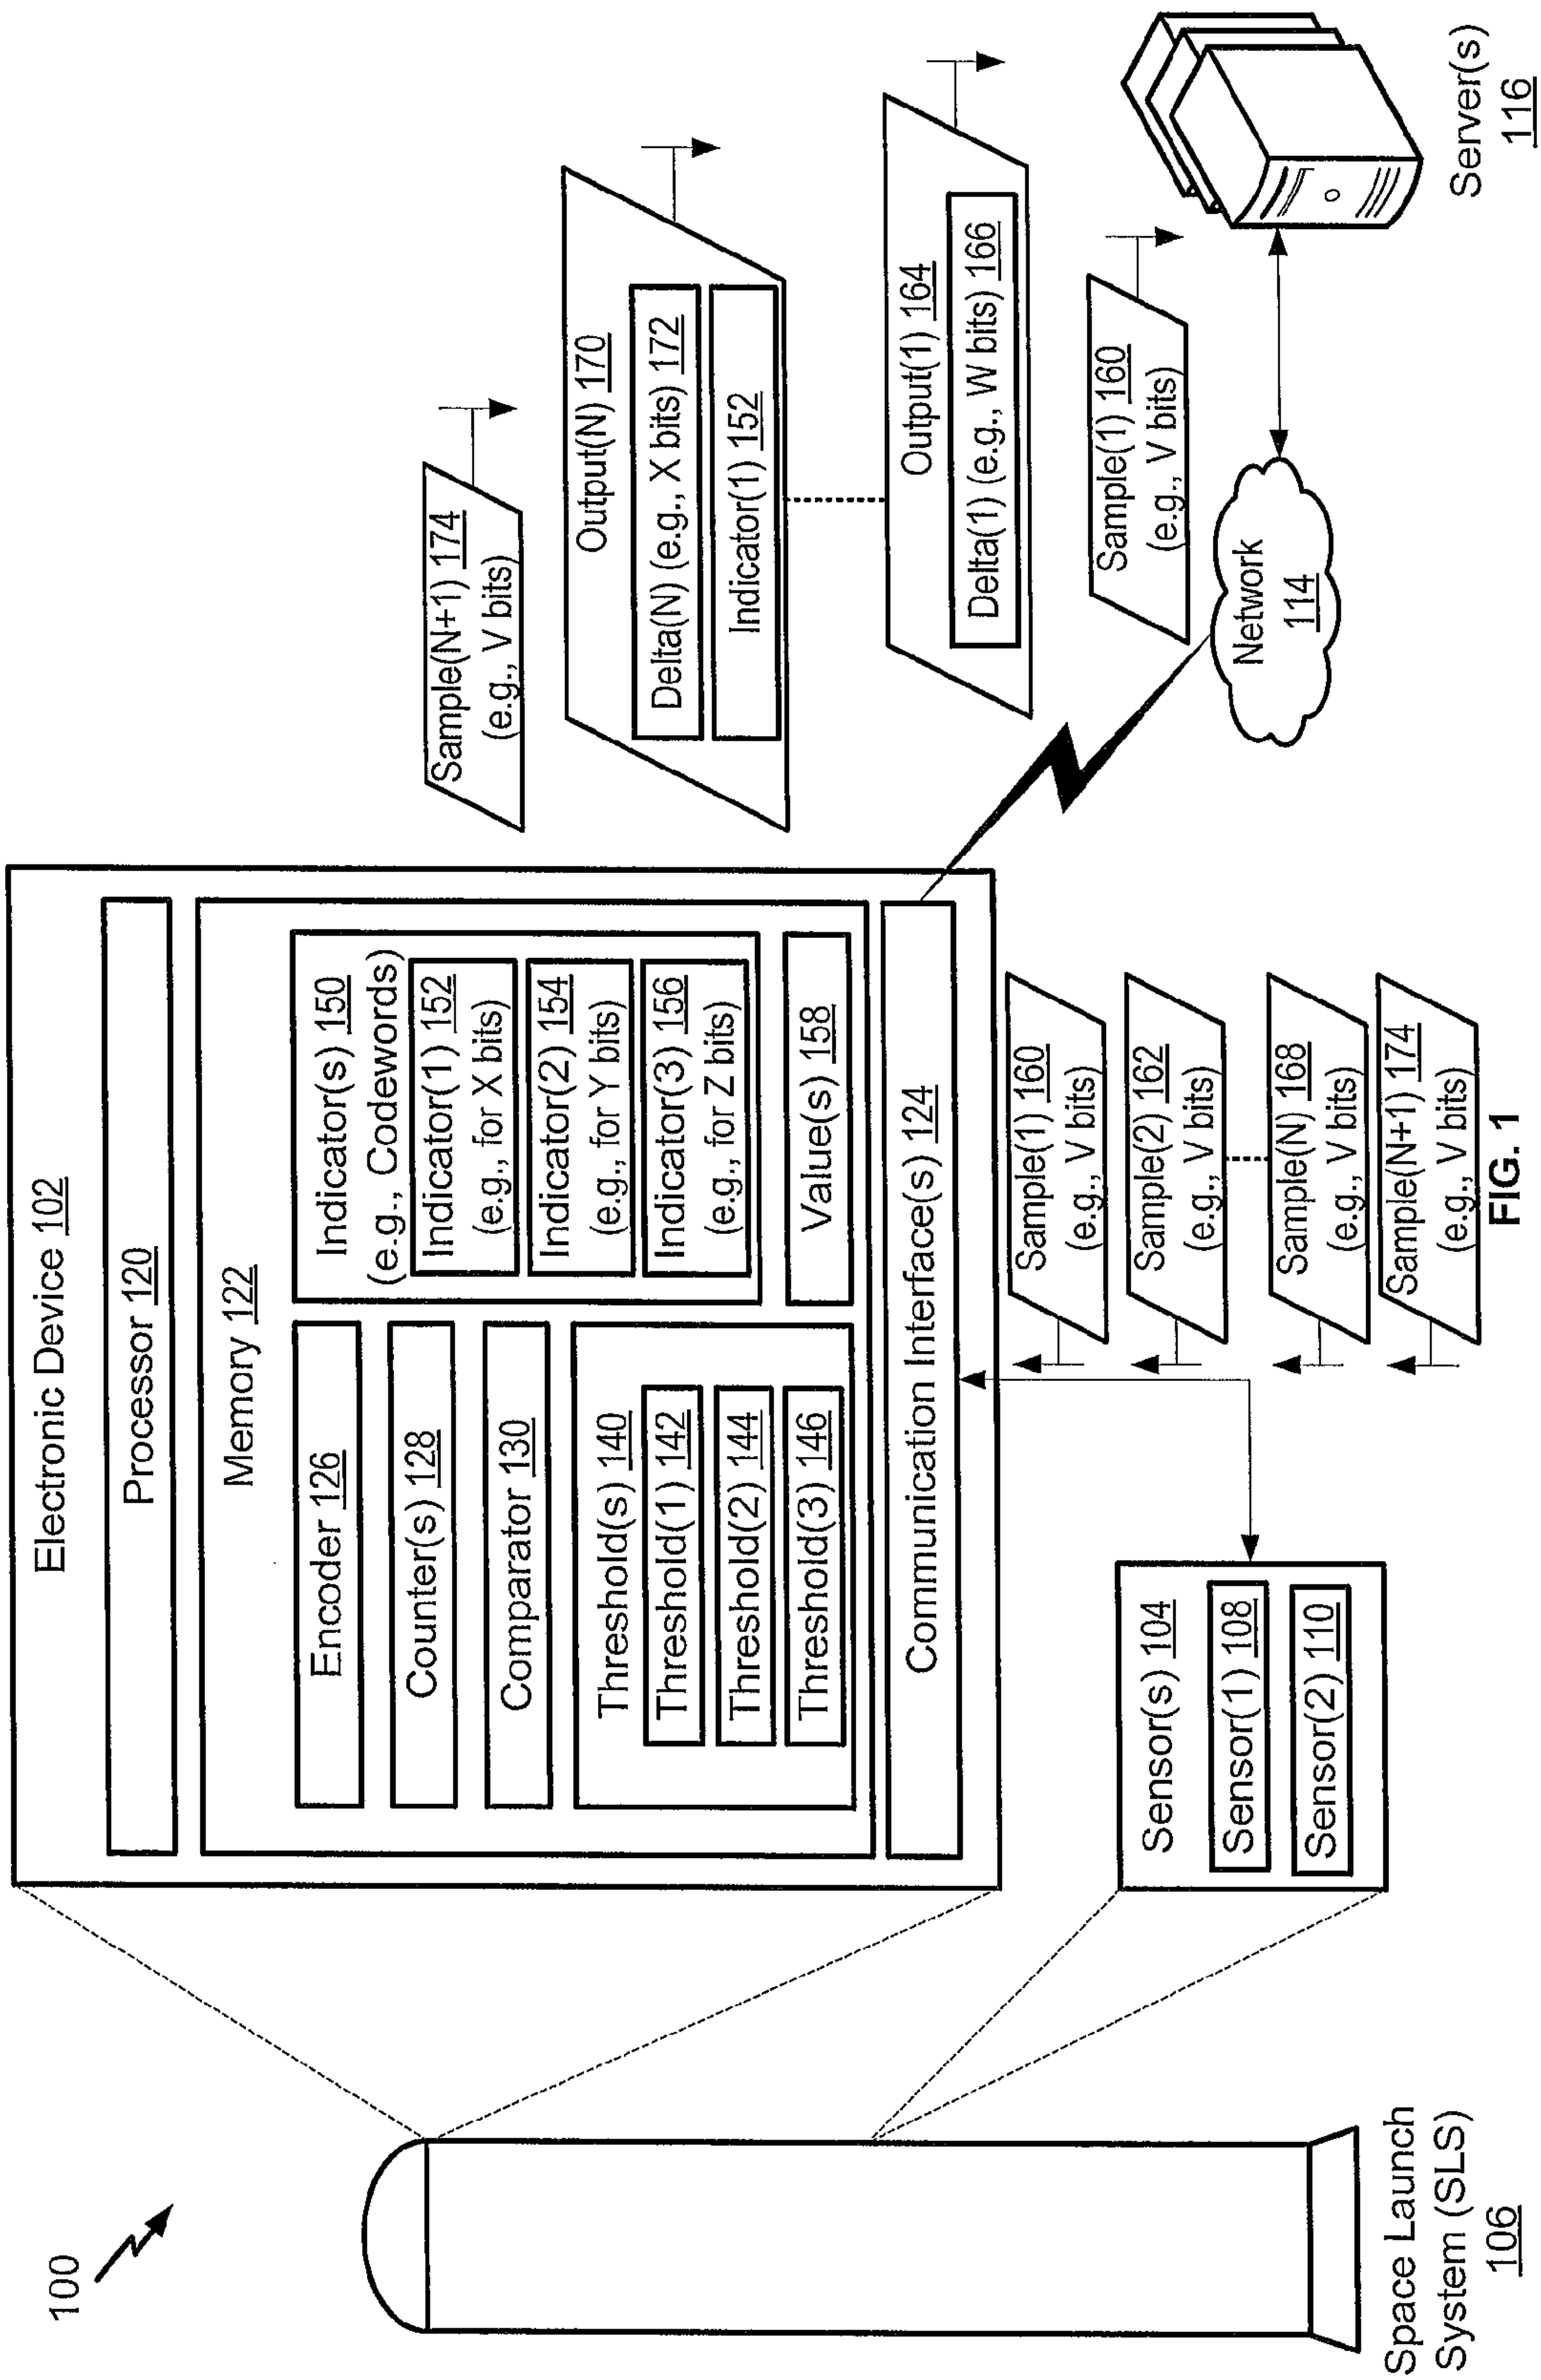 100
Electronic Device 102
Processor 120
Memory 122
Encoder 126
Counter(s) 128
Comparator 130
Threshold(s) 140
Threshold(1) 142
Threshold(2) 144
Threshold(3) 146
Indicator(s) 150
(e.g., Codewords)
Indicator(1) 152
(e.g., for X bits)
Indicator(2) 154
(e.g., for Y bits)
Indicator(3) 156
(e.g., for Z bits)
Value(s) 158
Communication Interface(s) 124
Sample(N+1) 174
(e.g., V bits)
Output(N) 170
Delta(N) (e.g., X bits) 172
Indicator(1) 152
Output(1) 164
Delta(1) (e.g., W bits) 166
Sample(1) 160
(e.g., V bits)
Network
114
Server(s)
116
Sensor(s) 104
Sensor(1) 108
Sensor(2) 110
Sample(1) 160
(e.g., V bits)
Sample(2) 162
(e.g., V bits)
Sample(N) 168
(e.g., V bits)
Sample(N+1) 174
(e.g., V bits)
Space Launch
System (SLS)
106
FIG. 1